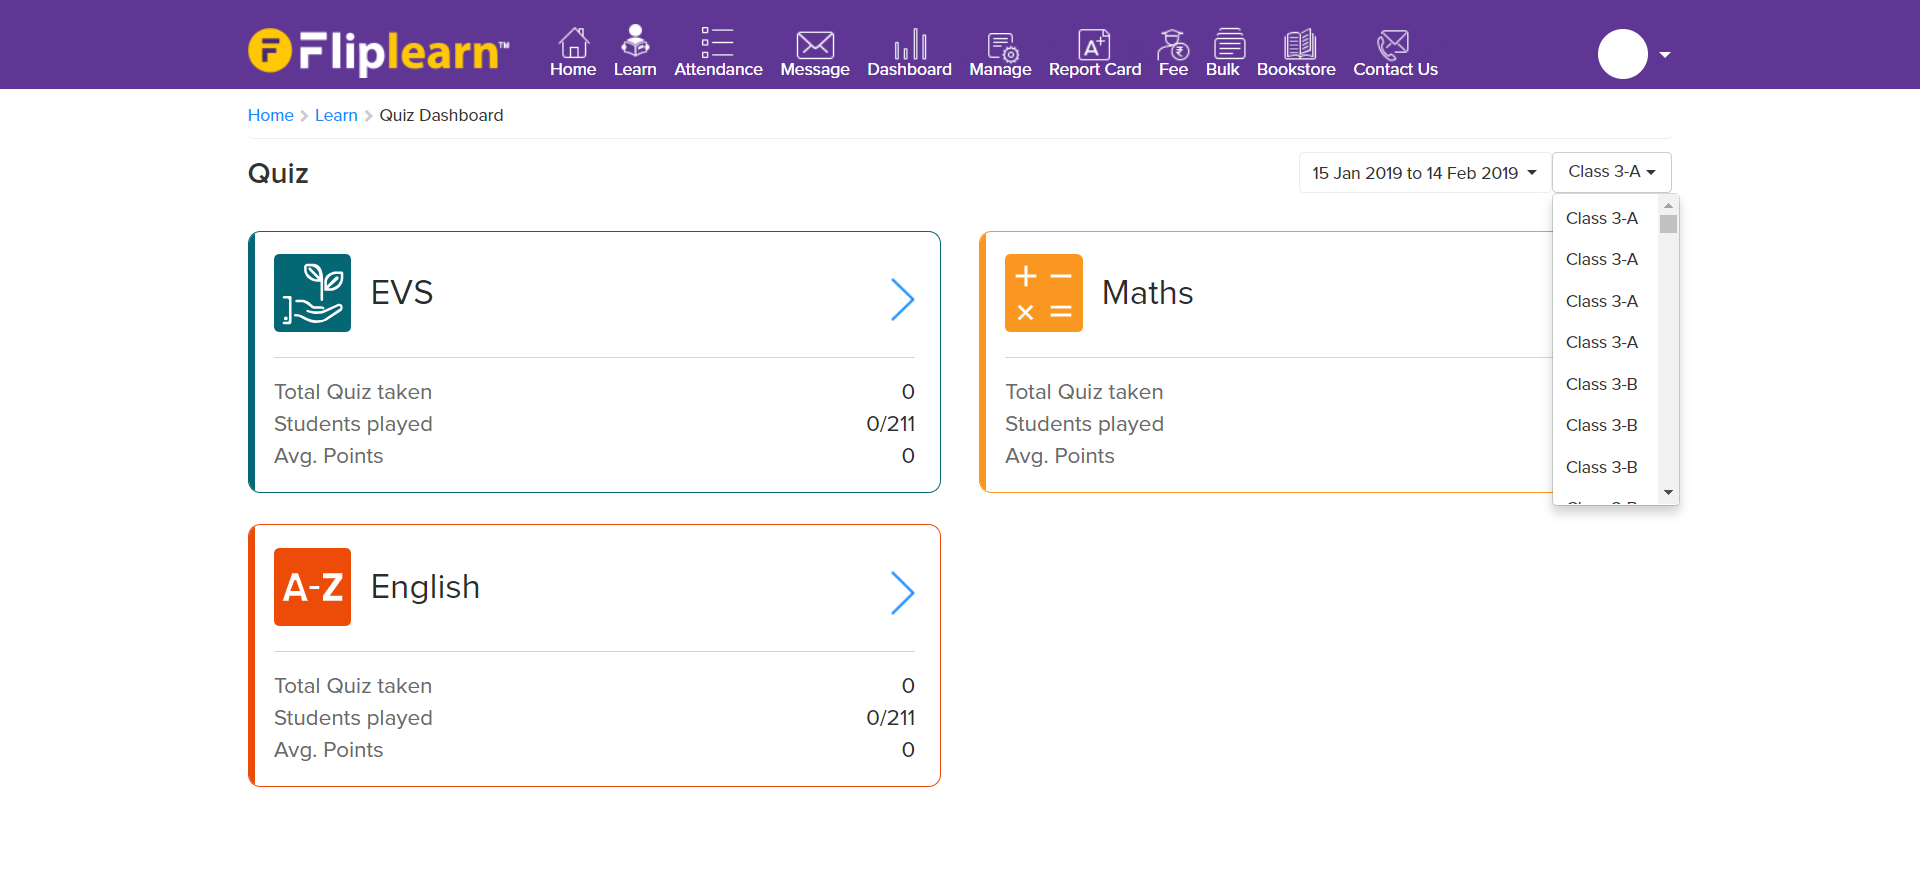 Fliplearn™
Home Learn Attendance Message Dashboard Manage Report Card Fee Bulk Bookstore Contact Us
Home Learn Quiz Dashboard
Quiz
15 Jan 2019 to 14 Feb 2019
Class 3-A
Class 3-A
Class 3-A
Class 3-A
Class 3-A
Class 3-B
Class 3-B
Class 3-B
EVS
Total Quiz taken 0
Students played 0/211
Avg. Points 0
Maths
Total Quiz taken
Students played
Avg. Points
A-Z
English
Total Quiz taken 0
Students played 0/211
Avg. Points 0